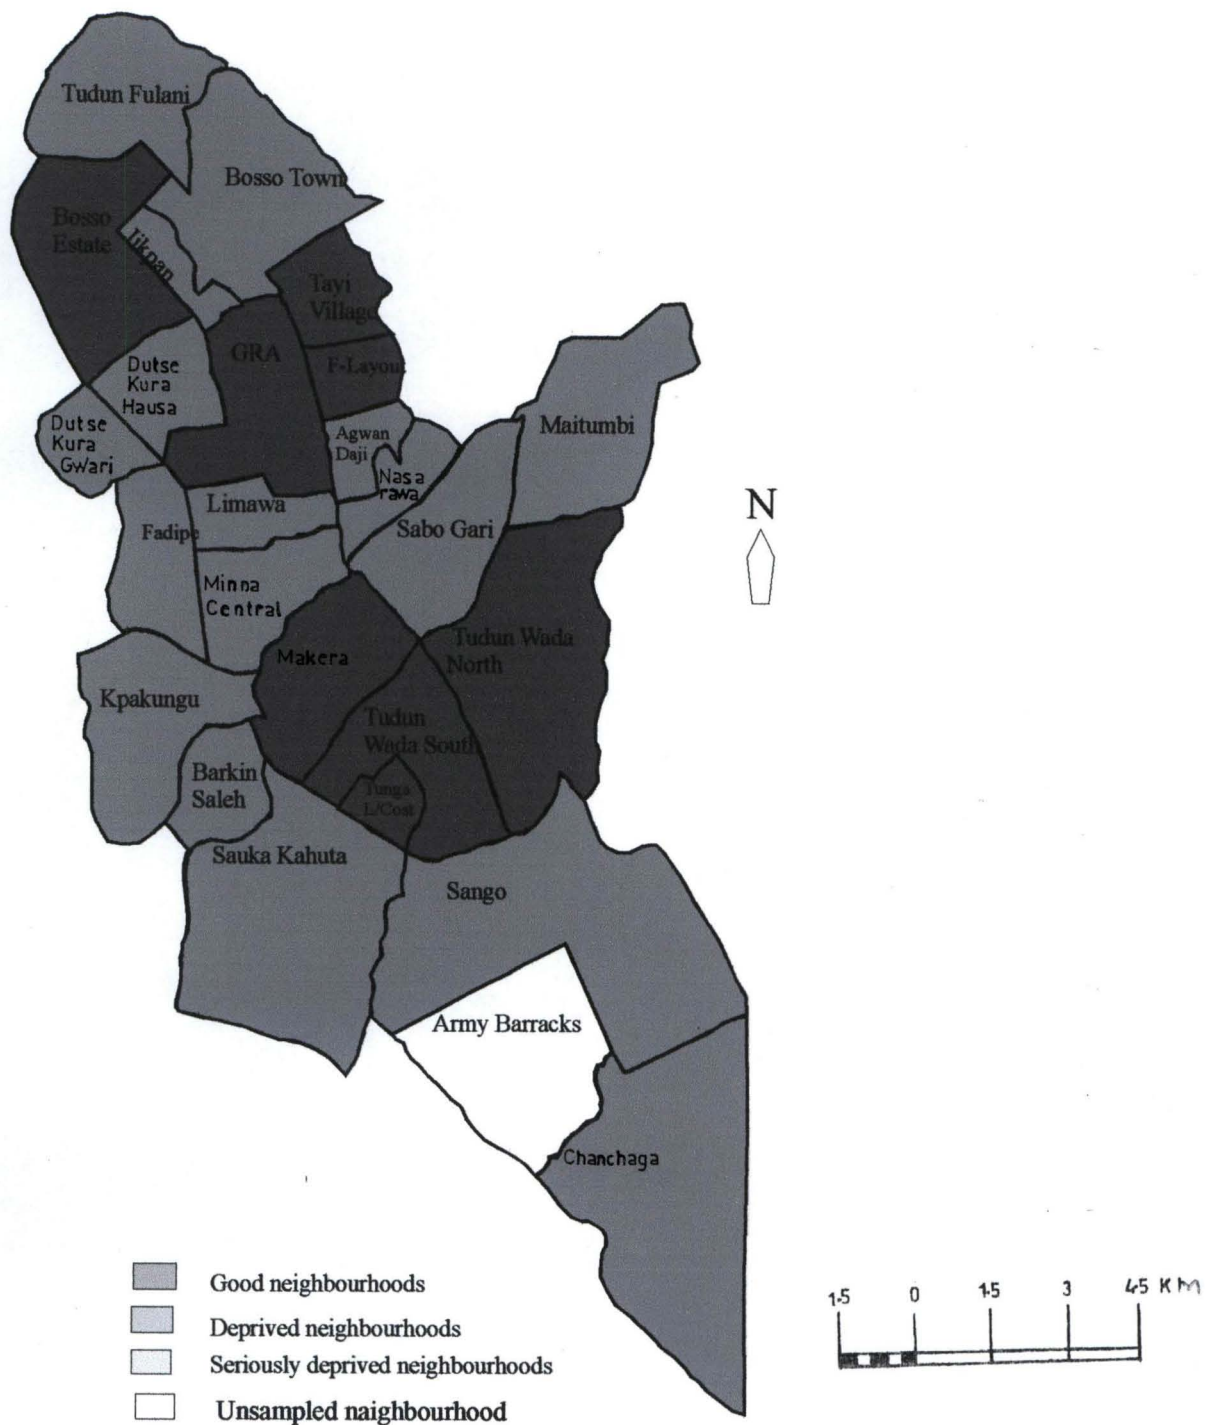 Tudun Fulani
Bosso Town
Bosso
Estate
Jikpan
Tayi
Village
GRA
F-Layout
Dutse
Kura
Hausa
Dutse
Kura
Gwari
Agwan
Daji
Nasa
rawa
Maitumbi
Limawa
Fadipe
Sabo Gari
N
Minna
Central
Makera
Tudun Wada
North
Kpakungu
Tudun
Wada South
Barkin
Saleh
Tunga
L/Cost
Sauka Kahuta
Sango
Army Barracks
Chanchaga
Good neighbourhoods
Deprived neighbourhoods
Seriously deprived neighbourhoods
Unsampled naighbourhood
1.5 0 1.5 3 4.5 KM